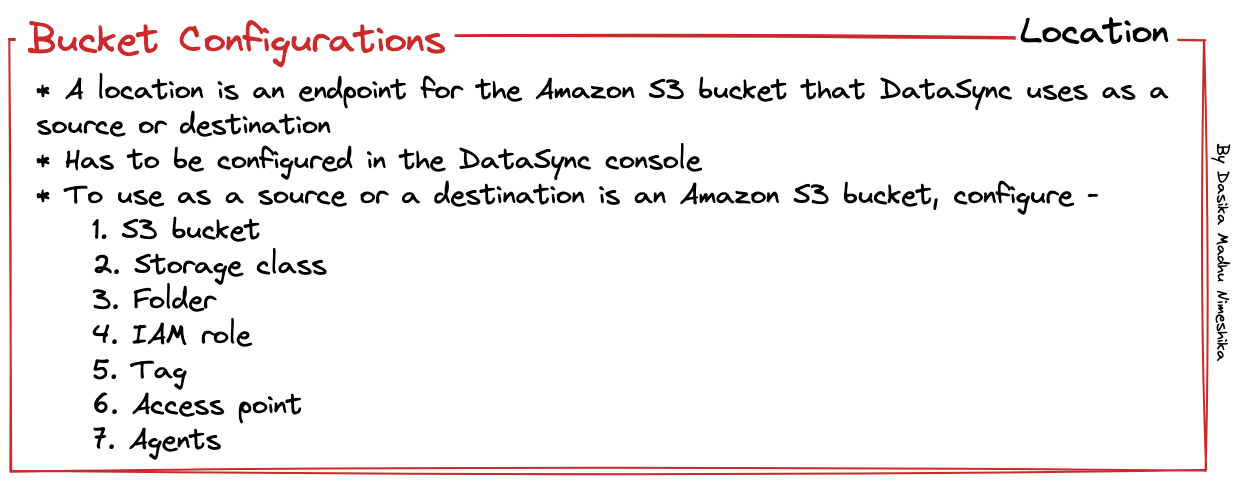 Bucket Configurations
Location
* A location is an endpoint for the Amazon S3 bucket that DataSync uses as a
source or destination
* Has to be configured in the DataSync console
* To use as a source or a destination is an Amazon S3 bucket, configure -
1. S3 bucket
2. Storage class
3. Folder
4. IAM role
5. Tag
6. Access point
7. Agents
By Dasika Madhu Nimeshika